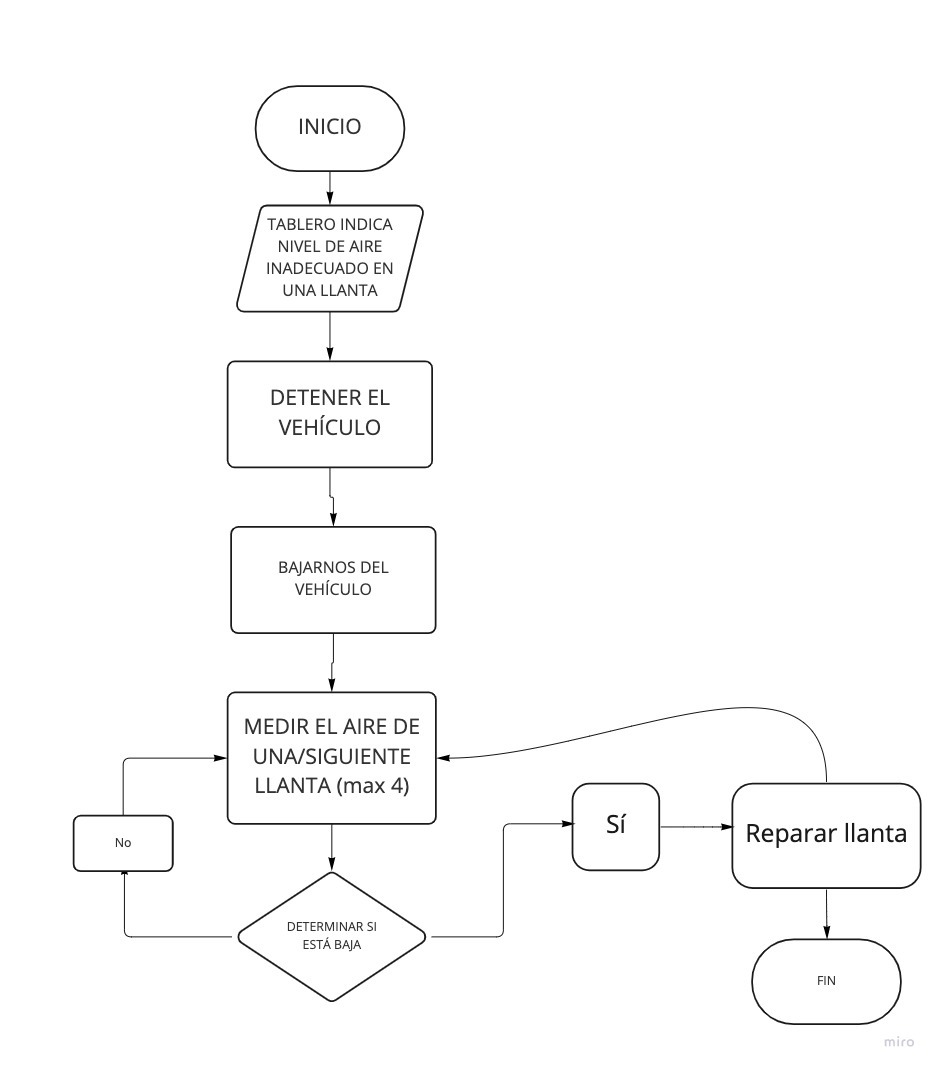 INICIO
TABLERO INDICA
NIVEL DE AIRE
INADECUADO EN
UNA LLANTA
DETENER EL
VEHÍCULO
BAJARNOS DEL
VEHÍCULO
MEDIR EL AIRE DE
UNA/SIGUIENTE
LLANTA (max 4)
No
Sí
Reparar llanta
DETERMINAR SI
ESTÁ BAJA
FIN
miro